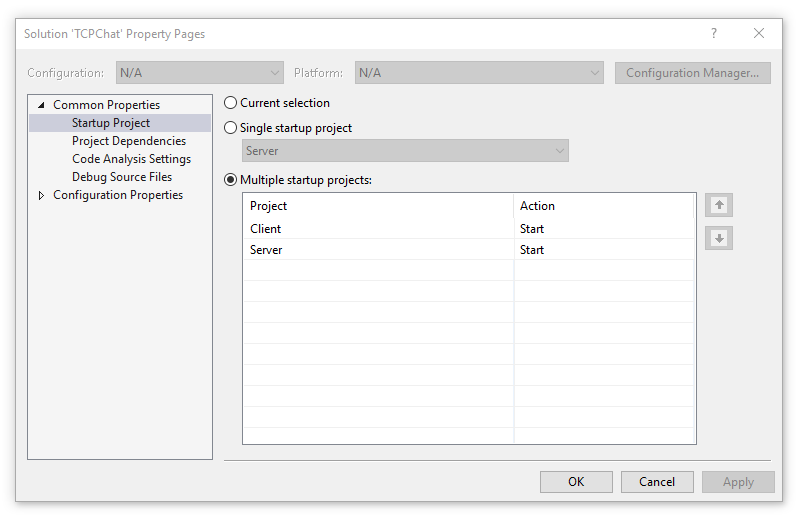 Solution 'TCPChat' Property Pages
?
Configuration: N/A Platform: N/A Configuration Manager...
Common Properties
Startup Project
Project Dependencies
Code Analysis Settings
Debug Source Files
Configuration Properties
Current selection
Single startup project
Server
Multiple startup projects:
Project Action
Client Start
Server Start
OK Cancel Apply